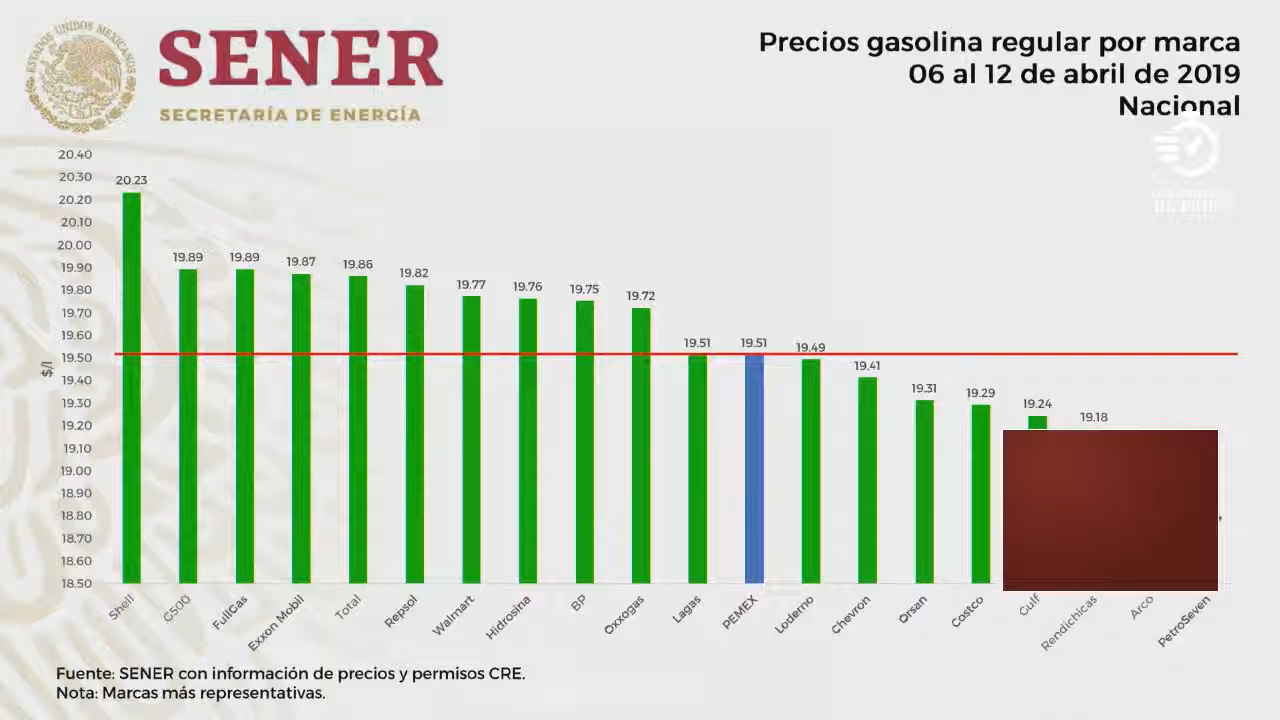 ESTADOS UNIDOS MEXICANOS
SENER
SECRETARÍA DE ENERGÍA
Precios gasolina regular por marca
06 al 12 de abril de 2019
Nacional
$/l
20.40
20.30
20.20
20.10
20.00
19.90
19.80
19.70
19.60
19.50
19.40
19.30
19.20
19.10
19.00
18.90
18.80
18.70
18.60
18.50
20.23
19.89
19.89
19.87
19.86
19.82
19.77
19.76
19.75
19.72
19.51
19.51
19.49
19.41
19.31
19.29
19.24
19.18
Shell
G500
FullGas
Exxon Mobil
Total
Repsol
Walmart
Hidrosina
BP
Oxxogas
Lagas
PEMEX
Lodemo
Chevron
Orsan
Costco
Gulf
Rendichicas
Arco
PetroSeven
Fuente: SENER con información de precios y permisos CRE.
Nota: Marcas más representativas.